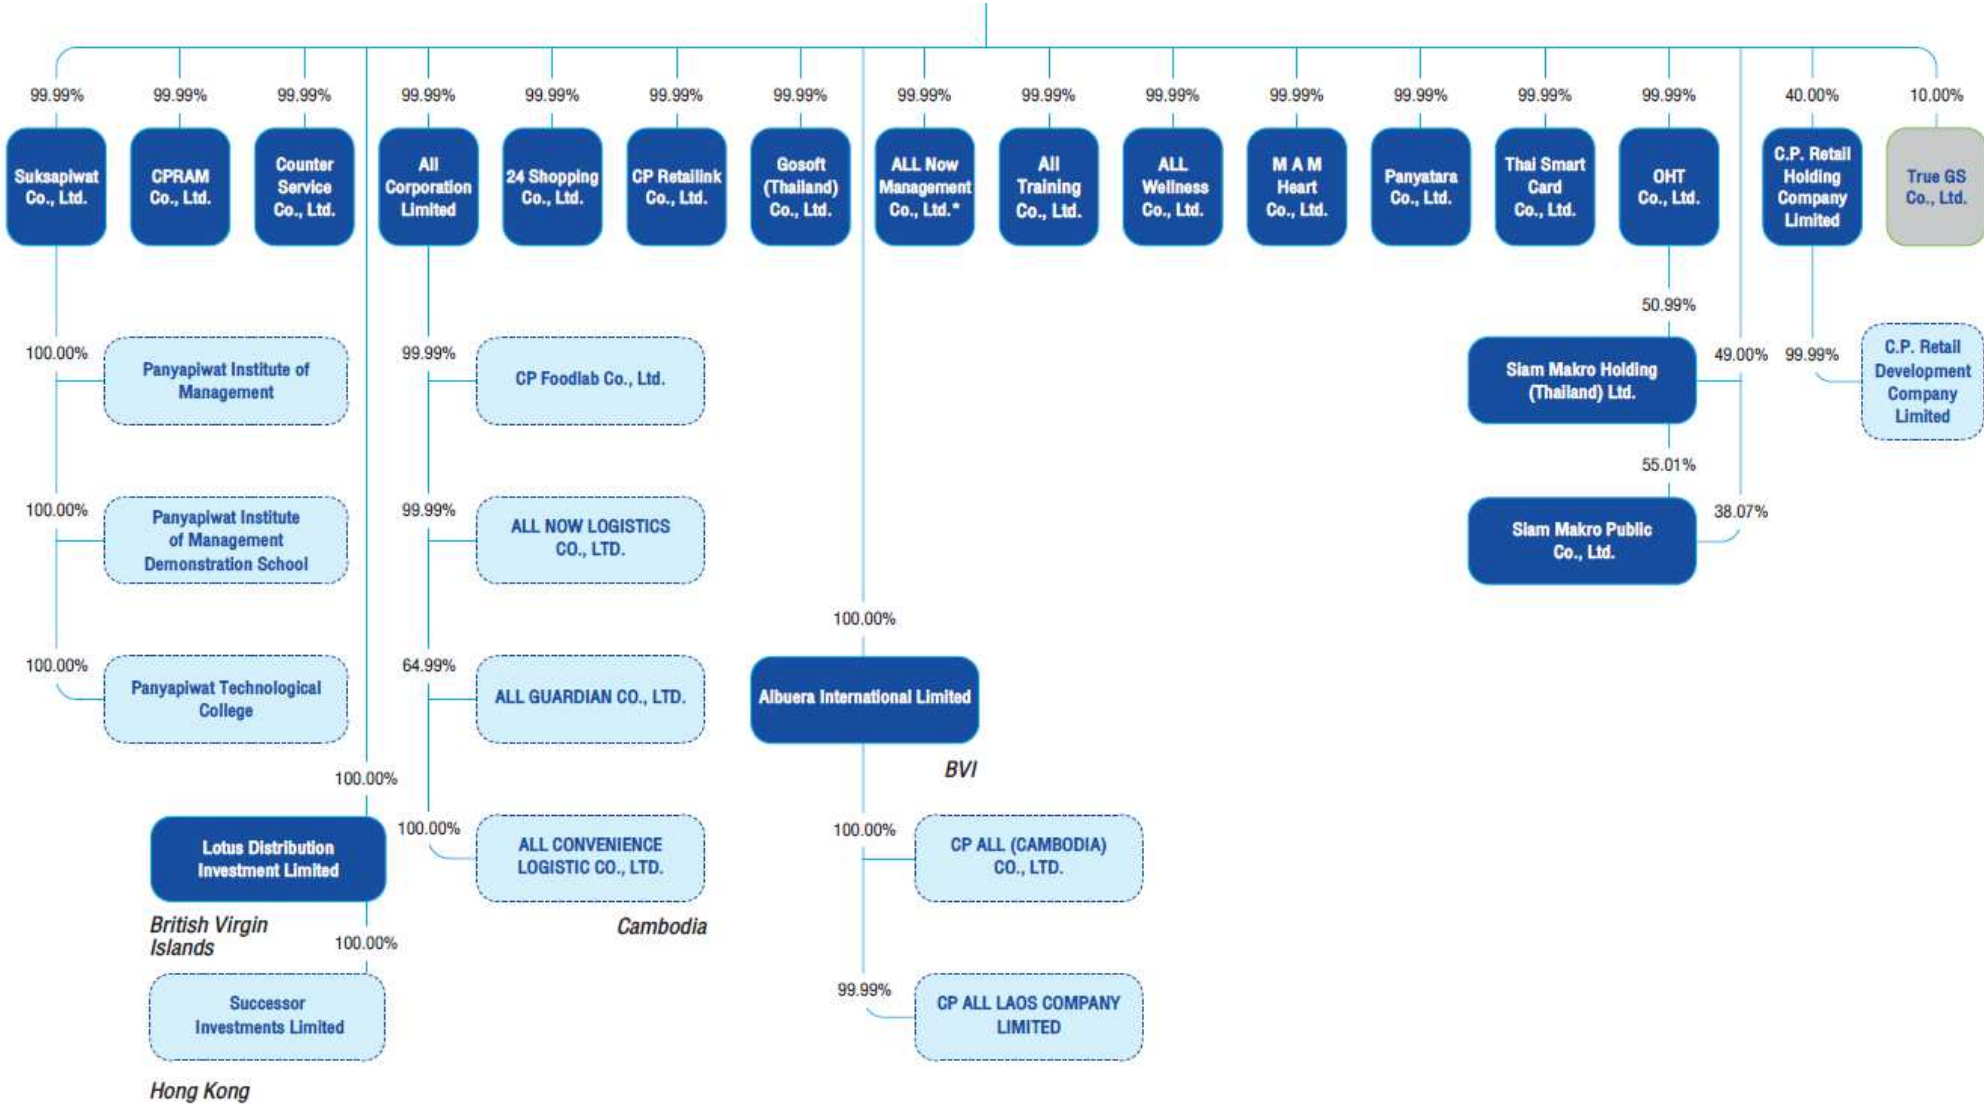 99.99%
99.99%
99.99%
99.99%
99.99%
99.99%
99.99%
99.99%
99.99%
99.99%
99.99%
99.99%
99.99%
99.99%
40.00%
10.00%
Suksapiwat
Co., Ltd.
CPRAM
Co., Ltd.
Counter
Service
Co., Ltd.
All
Corporation
Limited
24 Shopping
Co., Ltd.
CP Retailink
Co., Ltd.
Gosoft
(Thailand)
Co., Ltd.
ALL Now
Management
Co., Ltd.*
All
Training
Co., Ltd.
ALL
Wellness
Co., Ltd.
M A M
Heart
Co., Ltd.
Panyatara
Co., Ltd.
Thai Smart
Card
Co., Ltd.
OHT
Co., Ltd.
C.P. Retail
Holding
Company
Limited
True GS
Co., Ltd.
50.99%
100.00%
Panyapiwat Institute of
Management
99.99%
CP Foodlab Co., Ltd.
Siam Makro Holding
(Thailand) Ltd.
49.00%
99.99%
C.P. Retail
Development
Company
Limited
55.01%
100.00%
Panyapiwat Institute
of Management
Demonstration School
99.99%
ALL NOW LOGISTICS
CO., LTD.
Siam Makro Public
Co., Ltd.
38.07%
100.00%
100.00%
Panyapiwat Technological
College
64.99%
ALL GUARDIAN CO., LTD.
Albuera International Limited
BVI
100.00%
Lotus Distribution
Investment Limited
British Virgin
Islands
100.00%
ALL CONVENIENCE
LOGISTIC CO., LTD.
Cambodia
100.00%
CP ALL (CAMBODIA)
CO., LTD.
100.00%
Successor
Investments Limited
Hong Kong
99.99%
CP ALL LAOS COMPANY
LIMITED